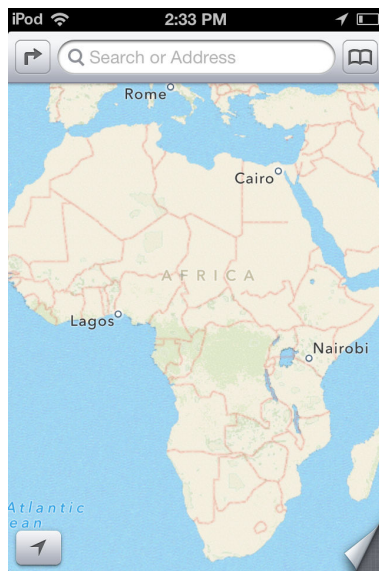 iPod 2:33 PM
Search or Address
Rome
Cairo
AFRICA
Lagos
Nairobi
Atlantic
ean